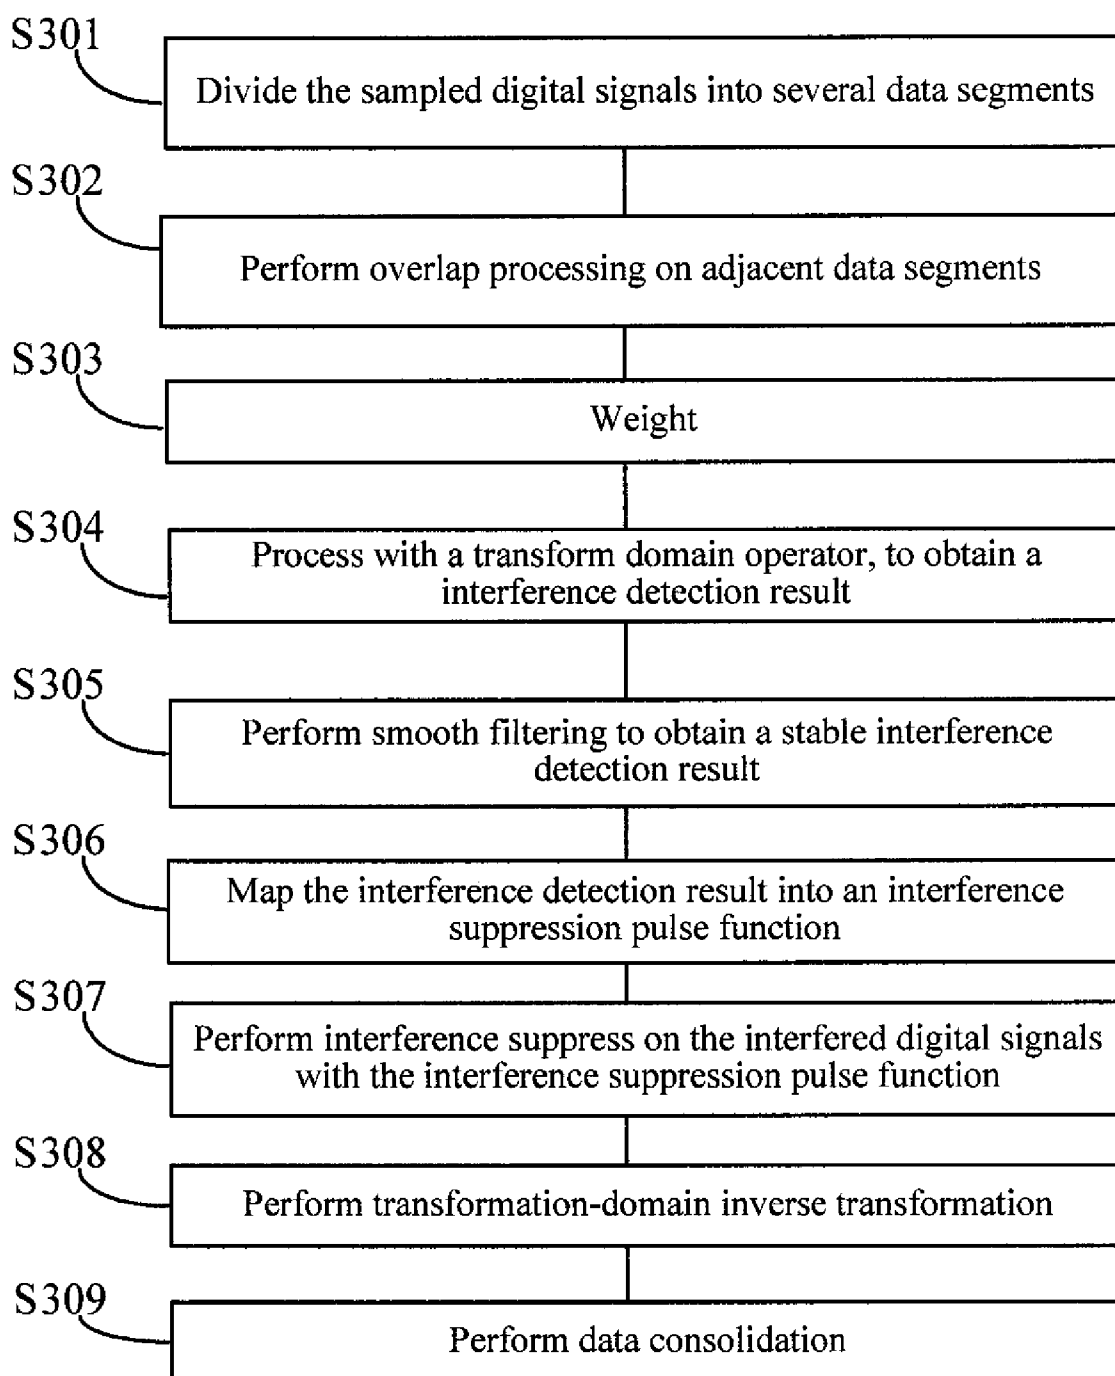 S301
Divide the sampled digital signals into several data segments
S302
Perform overlap processing on adjacent data segments
S303
Weight
S304
Process with a transform domain operator, to obtain a
interference detection result
S305
Perform smooth filtering to obtain a stable interference
detection result
S306
Map the interference detection result into an interference
suppression pulse function
S307
Perform interference suppress on the interfered digital signals
with the interference suppression pulse function
S308
Perform transformation-domain inverse transformation
S309
Perform data consolidation